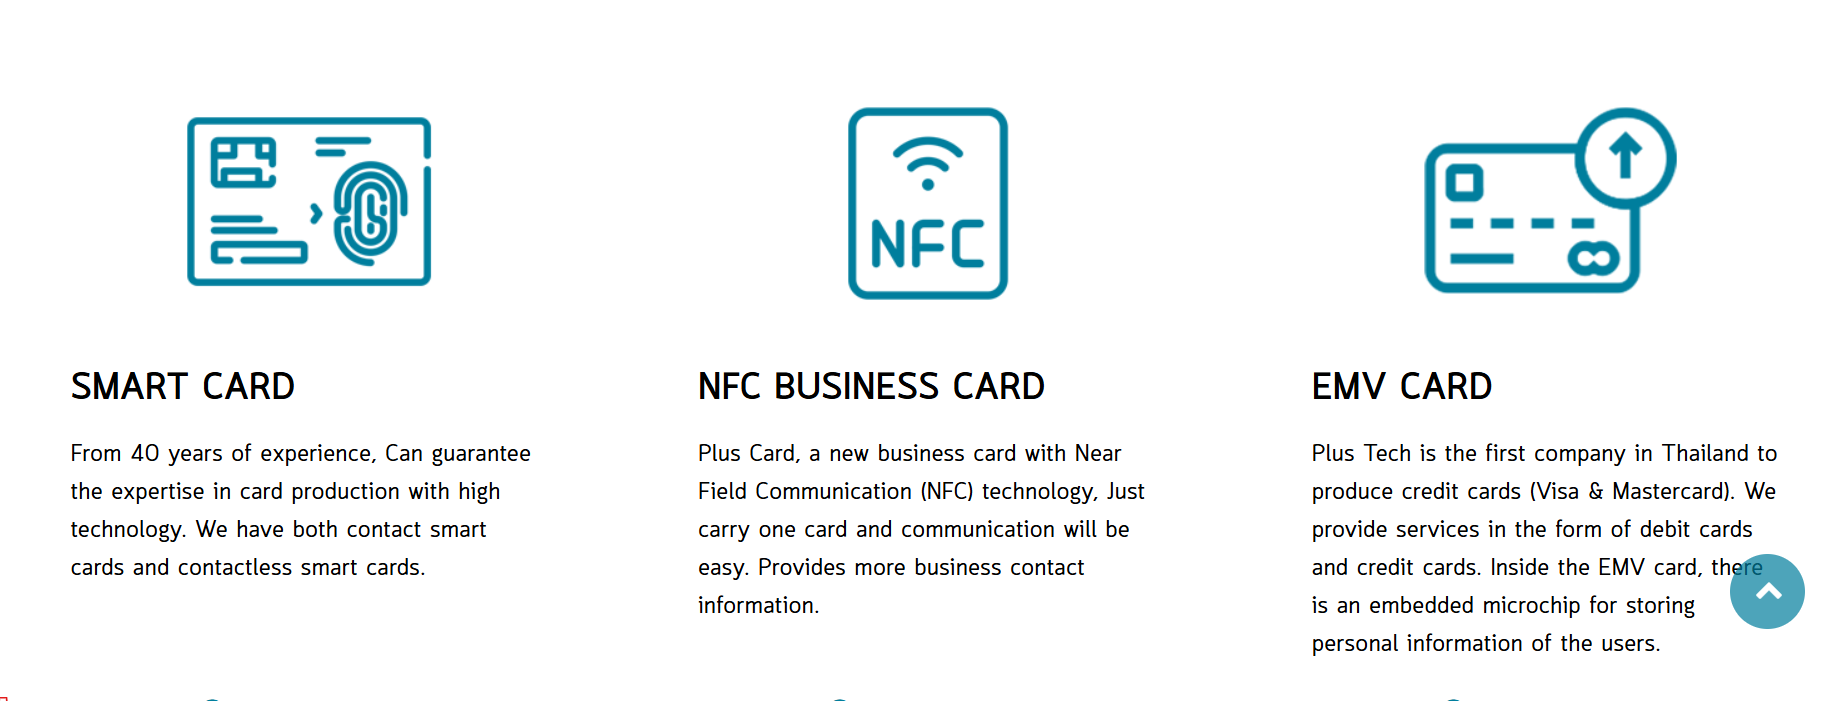 NFC
SMART CARD
From 40 years of experience, Can guarantee
the expertise in card production with high
technology. We have both contact smart
cards and contactless smart cards.
NFC BUSINESS CARD
Plus Card, a new business card with Near
Field Communication (NFC) technology, Just
carry one card and communication will be
easy. Provides more business contact
information.
EMV CARD
Plus Tech is the first company in Thailand to
produce credit cards (Visa & Mastercard). We
provide services in the form of debit cards
and credit cards. Inside the EMV card, there
is an embedded microchip for storing
personal information of the users.